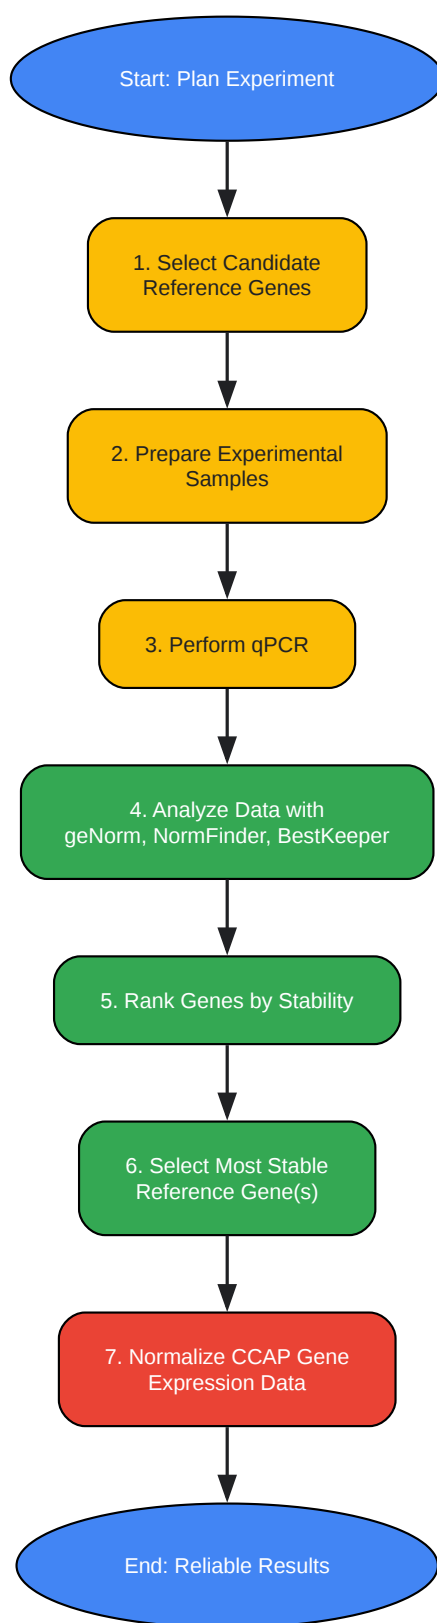 Start: Plan Experiment
1. Select Candidate
Reference Genes
2. Prepare Experimental
Samples
3. Perform qPCR
4. Analyze Data with
geNorm, NormFinder, BestKeeper
5. Rank Genes by Stability
6. Select Most Stable
Reference Gene(s)
7. Normalize CCAP Gene
Expression Data
End: Reliable Results